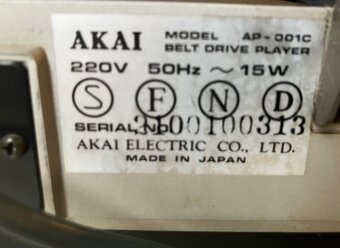 AKAI MODEL AP-001C
BELT DRIVE PLAYER
220V 50Hz ~ 15W
S F N D
SERIAL NO.
AKAI ELECTRIC CO., LTD.
MADE IN JAPAN